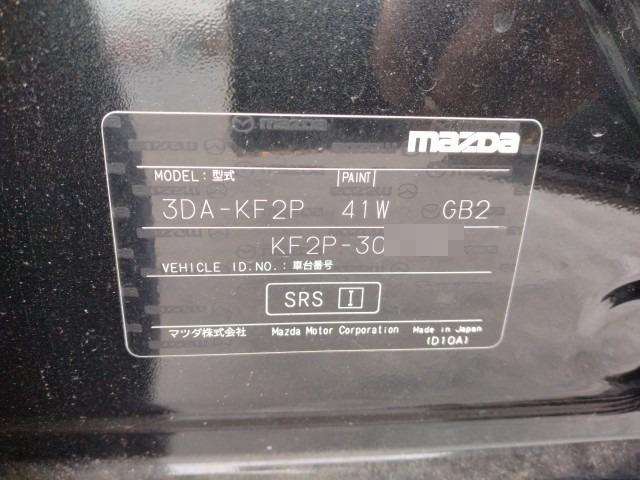 mazda
MODEL: 型式 PAINT
3DA-KF2P 41W GB2
KF2P-30
VEHICLE ID.NO.: 車台番号
SRS I
マツダ株式会社 Mazda Motor Corporation Made in Japan
(D10A)